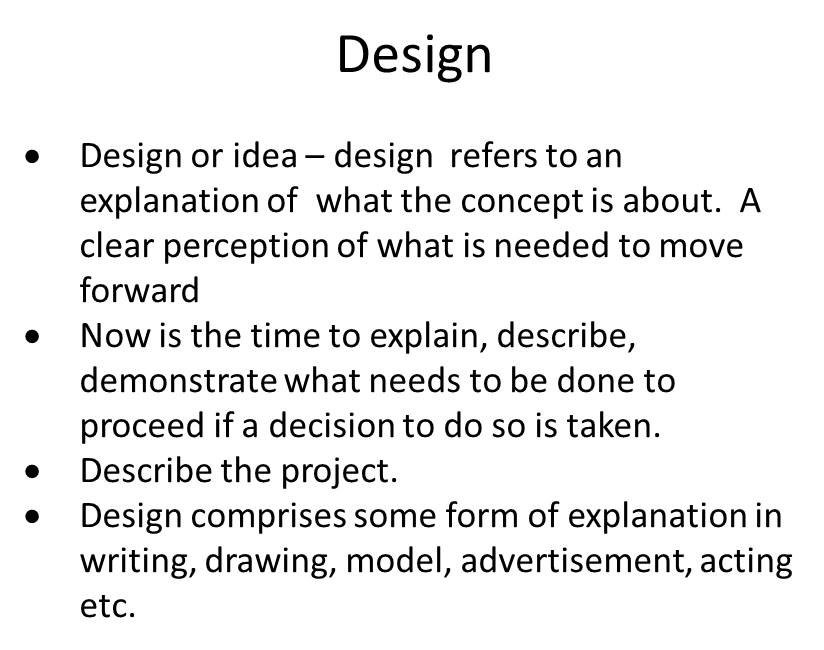 Design
• Design or idea – design  refers to an
explanation of  what the concept is about.  A
clear perception of what is needed to move
forward
• Now is the time to explain, describe,
demonstrate what needs to be done to
proceed if a decision to do so is taken.
• Describe the project.
• Design comprises some form of explanation in
writing, drawing, model, advertisement, acting
etc.